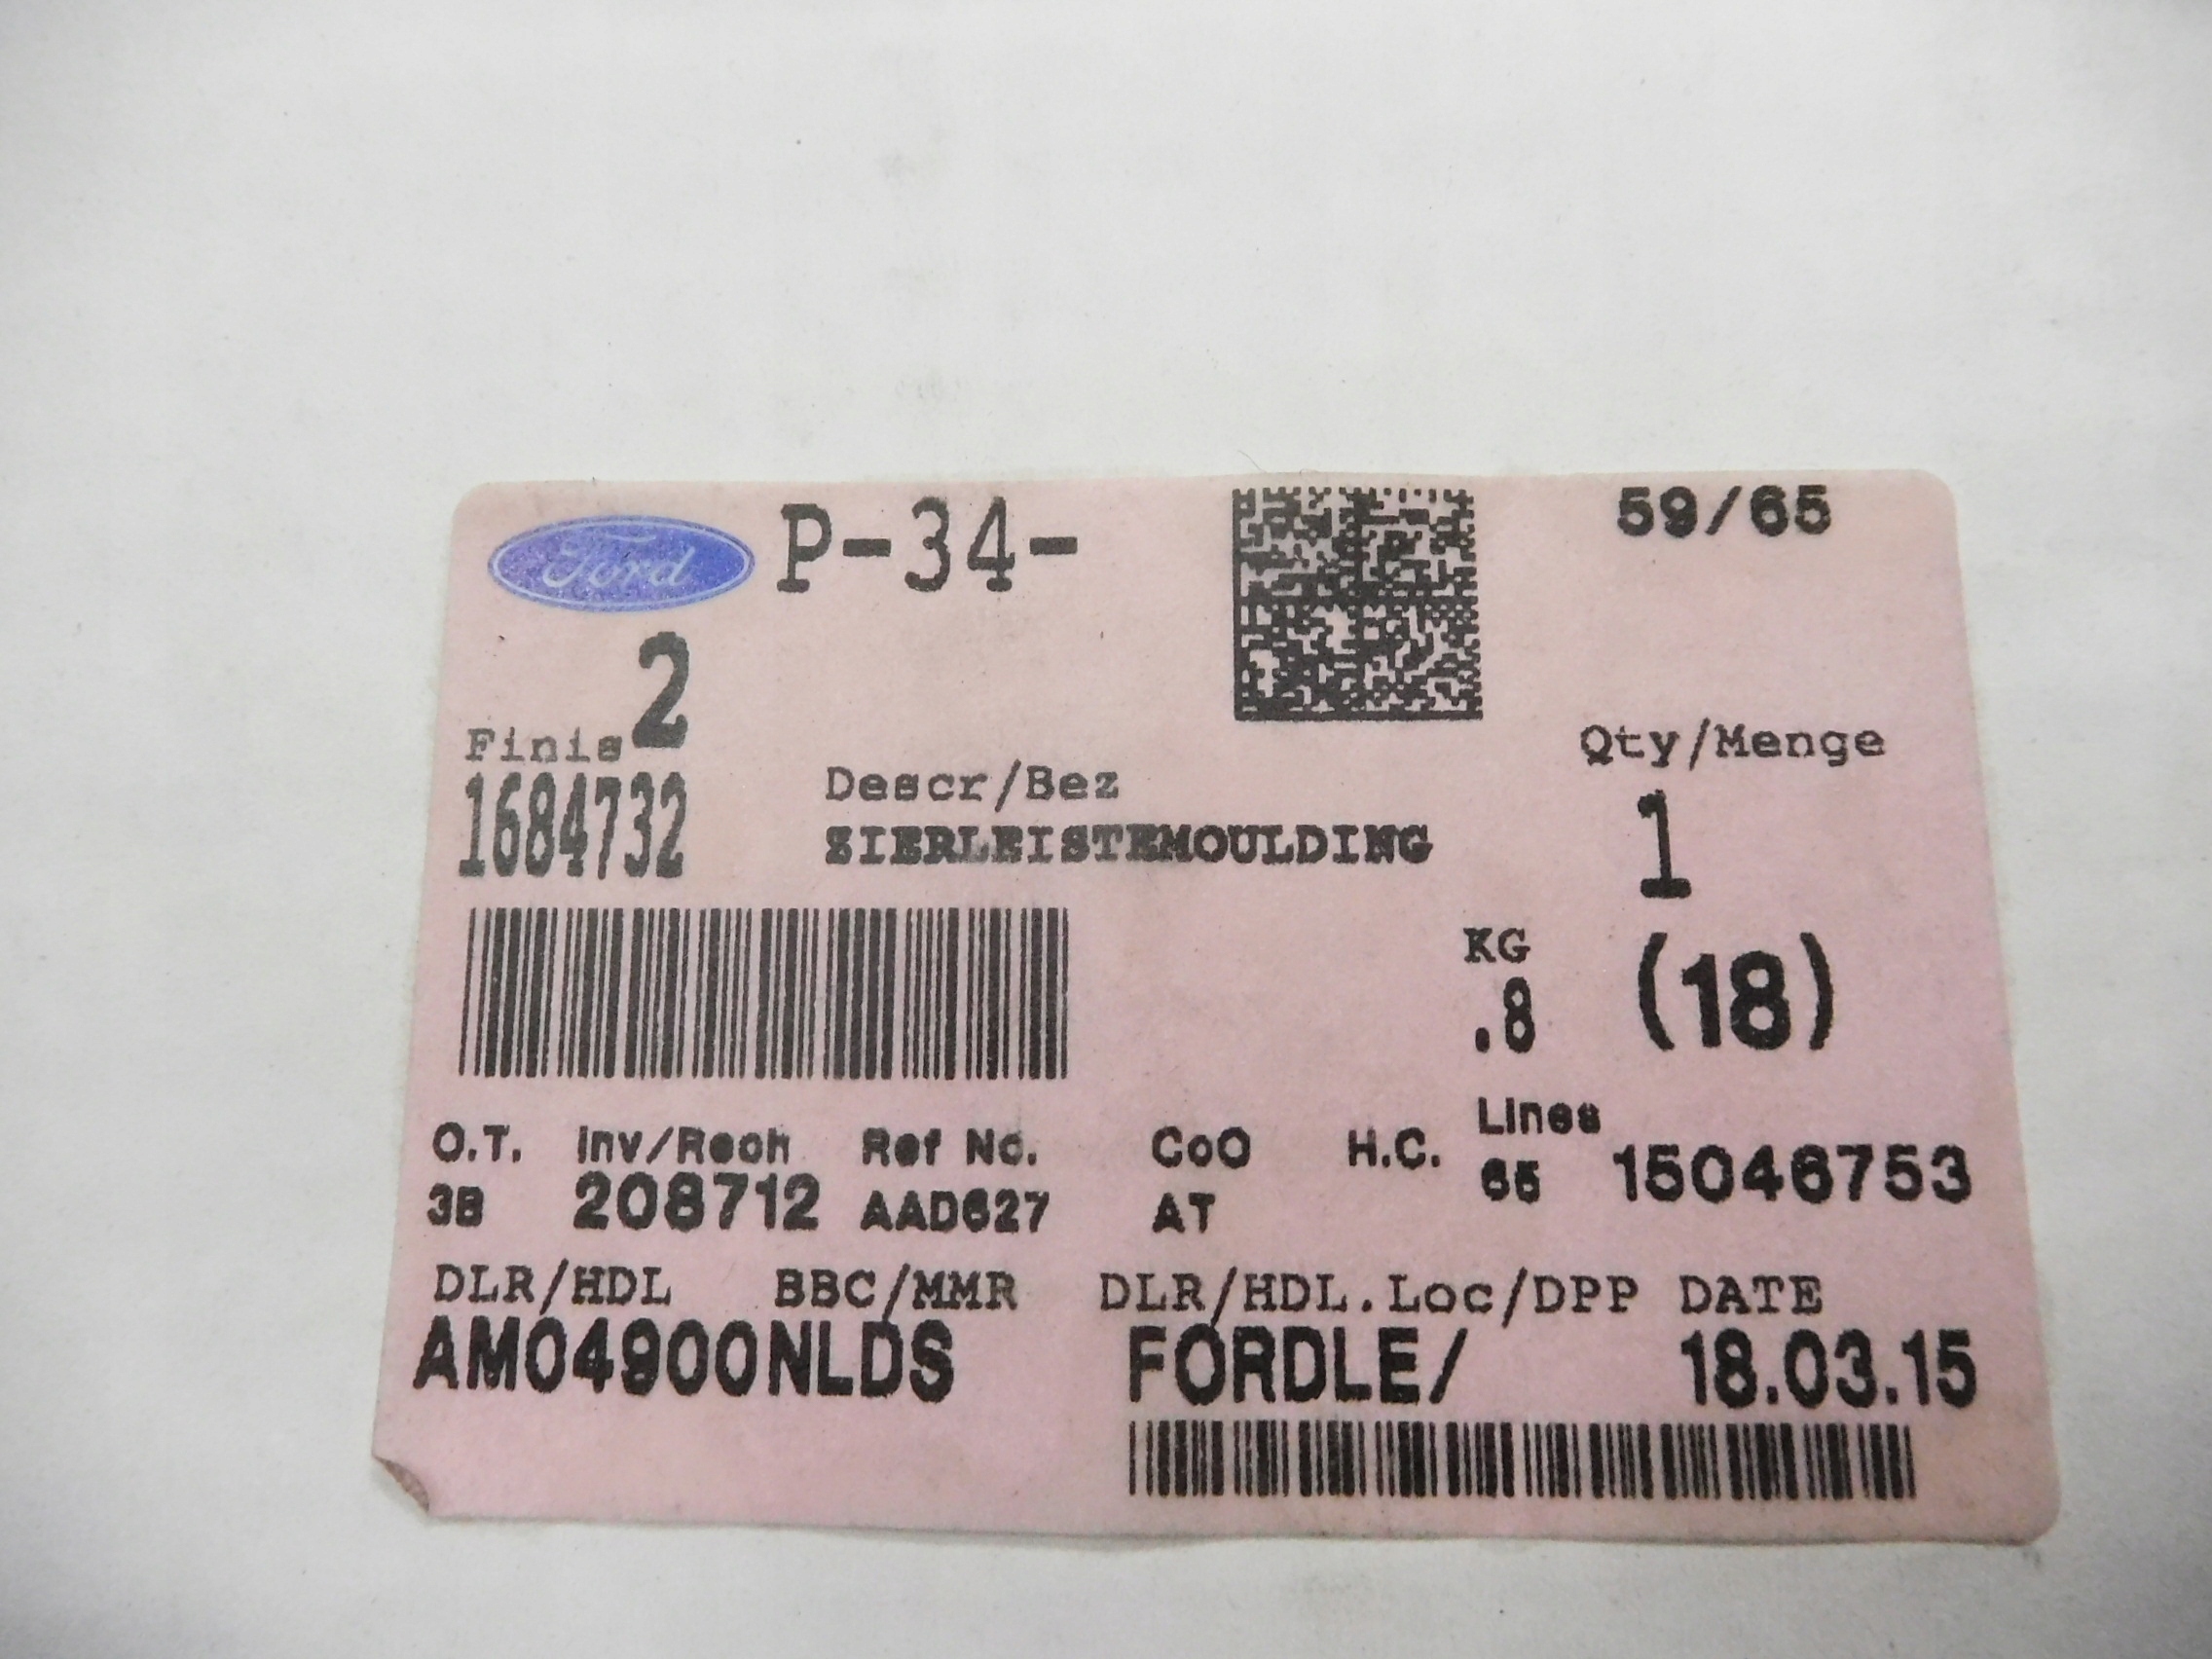 Ford P-34- 59/65
2
Finis Descr/Bez Qty/Menge
1684732 ZIERLEISTEMOULDING 1
KG
.8 (18)
O.T. Inv/Rech Ref No. CoO H.C. Lines
3B 208712 AAD627 AT 65 15046753
DLR/HDL BBC/MMR DLR/HDL.Loc/DPP DATE
AM04900NLDS FORDLE/ 18.03.15